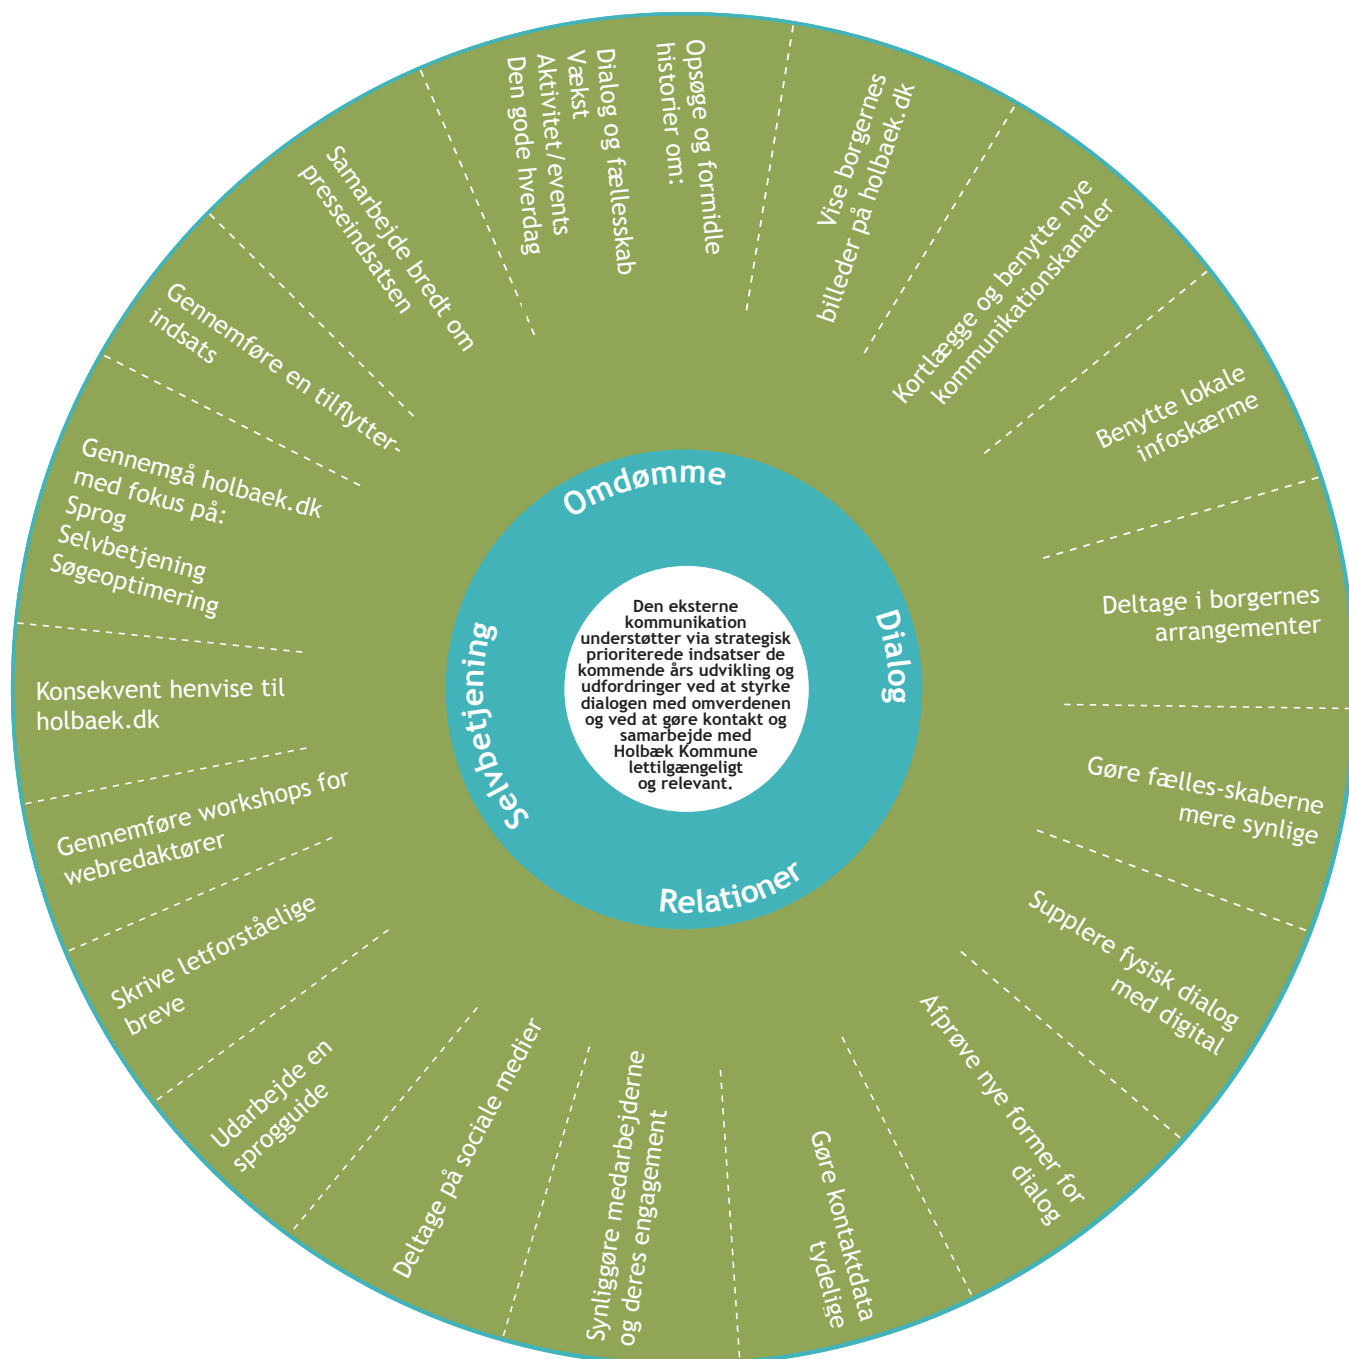 Den eksterne
kommunikation
understøtter via strategisk
prioriterede indsatser de
kommende års udvikling og
udfordringer ved at styrke
dialogen med omverdenen
og ved at gøre kontakt og
samarbejde med
Holbæk Kommune
lettilgængeligt
og relevant.
Omdømme
Dialog
Relationer
Selvbetjening
Opsøge og formidle
historier om:
Dialog og fællesskab
Vækst
Aktivitet/events
Den gode hverdag
Vise borgernes
billeder på holbaek.dk
Kortlægge og benytte nye
kommunikationskanaler
Benytte lokale
infoskærme
Deltage i borgernes
arrangementer
Gøre fælles-skaberne
mere synlige
Supplere fysisk dialog
med digital
Afprøve nye former for
dialog
Gøre kontaktdata
tydelige
Synliggøre medarbejderne
og deres engagement
Deltage på sociale medier
Udarbejde en
sprogguide
Skrive letforståelige
breve
Gennemføre workshops for
webredaktører
Konsekvent henvise til
holbaek.dk
Gennemgå holbaek.dk
med fokus på:
Sprog
Selvbetjening
Søgeoptimering
Gennemføre en tilflytter-
indsats
Samarbejde bredt om
presseindsatsen